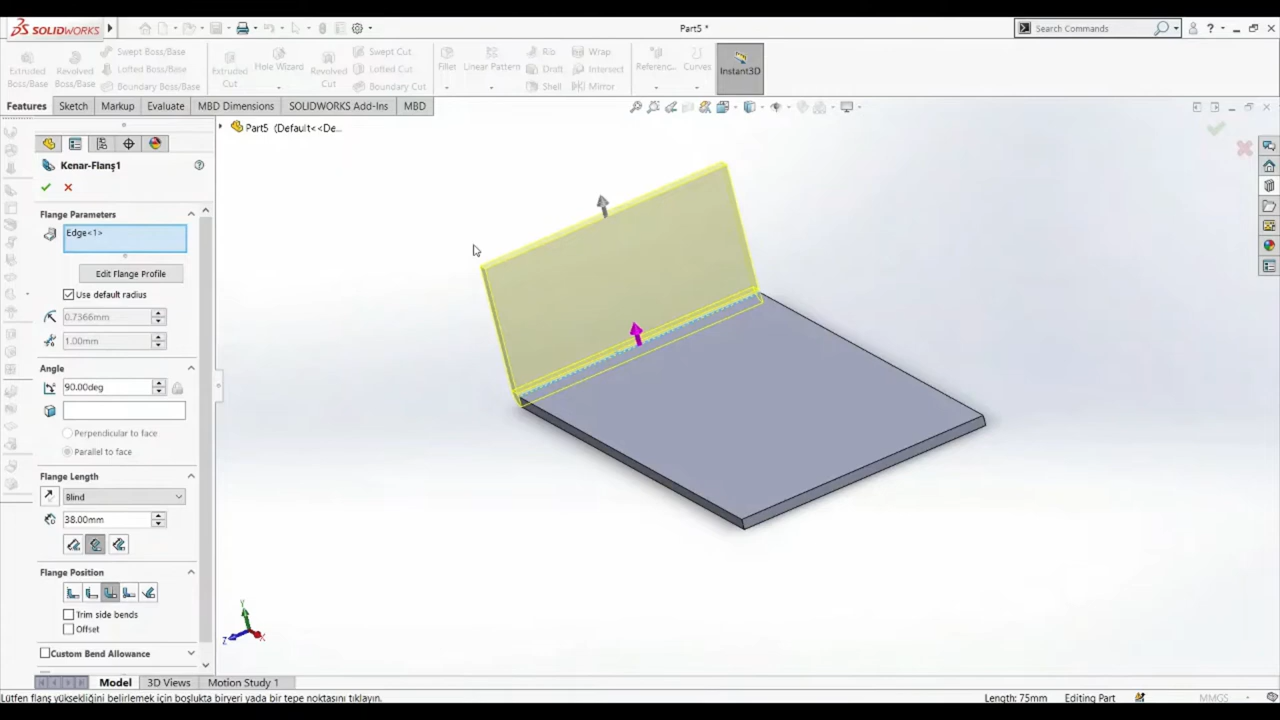 SOLIDWORKS
Part5 *
Search Commands
Extruded Boss/Base
Revolved Boss/Base
Swept Boss/Base
Lofted Boss/Base
Boundary Boss/Base
Extruded Cut
Hole Wizard
Revolved Cut
Swept Cut
Lofted Cut
Boundary Cut
Fillet
Linear Pattern
Rib
Draft
Shell
Wrap
Intersect
Mirror
Referenc...
Curves
Instant3D
Features
Sketch
Markup
Evaluate
MBD Dimensions
SOLIDWORKS Add-Ins
MBD
Part5 (Default<<De...
Kenar-Flanş1
Flange Parameters
Edge<1>
Edit Flange Profile
Use default radius
0.7366mm
1.00mm
Angle
90.00deg
Perpendicular to face
Parallel to face
Flange Length
Blind
38.00mm
Flange Position
Trim side bends
Offset
Custom Bend Allowance
Y
Z
X
Model
3D Views
Motion Study 1
Lütfen flanş yüksekliğini belirlemek için boşlukta biryeri yada bir tepe noktasını tıklayın.
Length: 75mm
Editing Part
MMGS